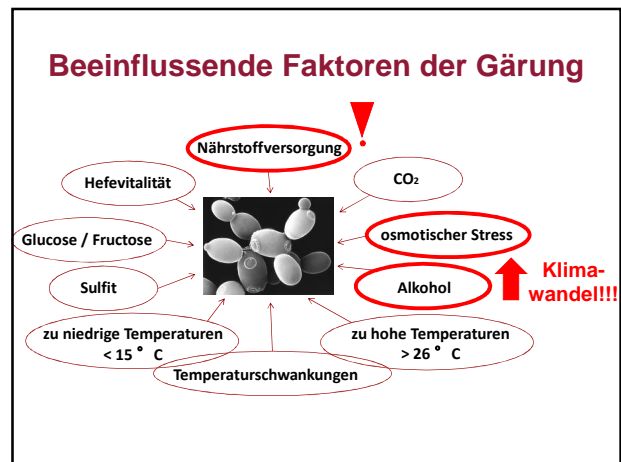 Beeinflussende Faktoren der Gärung
!
Nährstoffversorgung
Hefevitalität
CO₂
Glucose / Fructose
osmotischer Stress
Sulfit
Alkohol
Klima-
wandel!!!
zu niedrige Temperaturen
< 15 ° C
zu hohe Temperaturen
> 26 ° C
Temperaturschwankungen